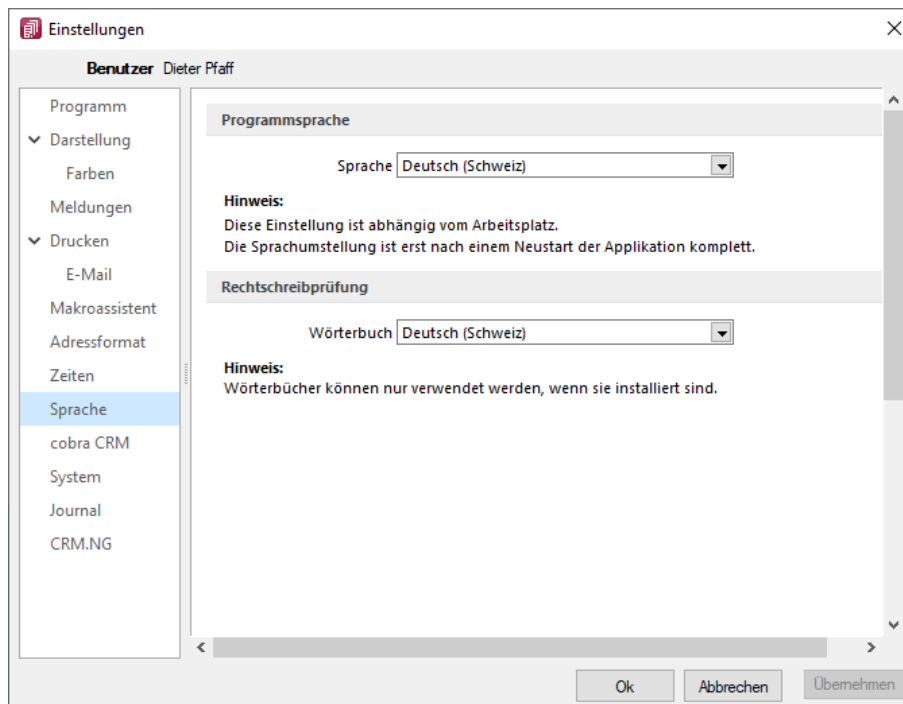 Einstellungen
Benutzer Dieter Pfaff
Programm
Darstellung
Farben
Meldungen
Drucken
E-Mail
Makroassistent
Adressformat
Zeiten
Sprache
cobra CRM
System
Journal
CRM.NG
Programmsprache
Sprache Deutsch (Schweiz)
Hinweis:
Diese Einstellung ist abhängig vom Arbeitsplatz.
Die Sprachumstellung ist erst nach einem Neustart der Applikation komplett.
Rechtschreibprüfung
Wörterbuch Deutsch (Schweiz)
Hinweis:
Wörterbücher können nur verwendet werden, wenn sie installiert sind.
Ok Abbrechen Übernehmen